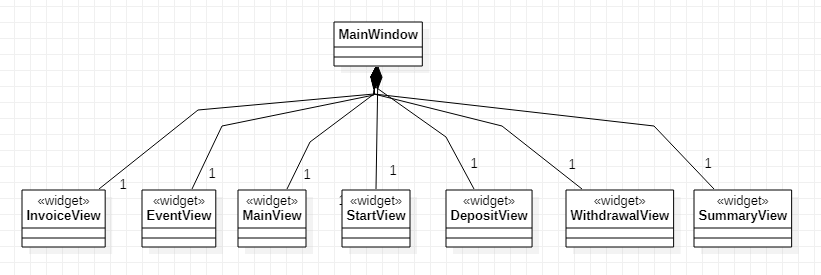 MainWindow
1
1
1
1
1
1
1
1
«widget»
InvoiceView
«widget»
EventView
«widget»
MainView
«widget»
StartView
«widget»
DepositView
«widget»
WithdrawalView
«widget»
SummaryView